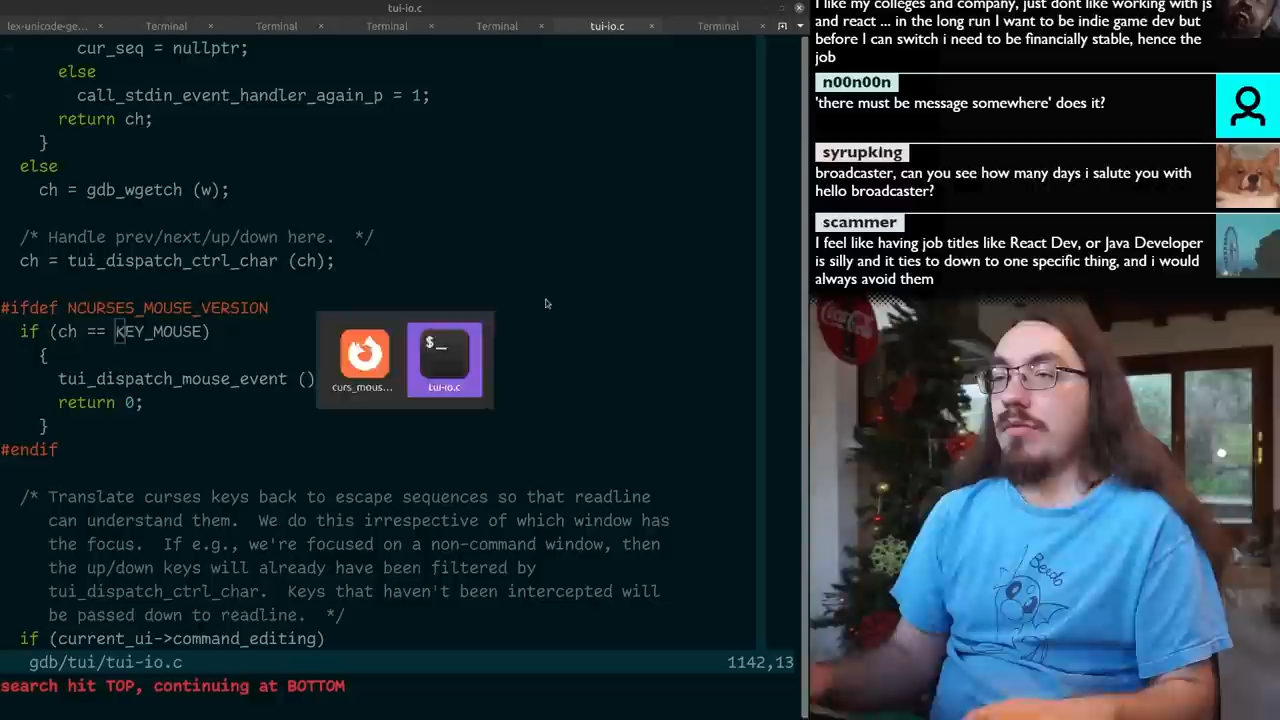 tui-io.c
lex-unicode-ge...
Terminal
Terminal
Terminal
Terminal
tui-io.c
Terminal
cur_seq = nullptr;
else
call_stdin_event_handler_again_p = 1;
return ch;
}
else
ch = gdb_wgetch (w);
/* Handle prev/next/up/down here.  */
ch = tui_dispatch_ctrl_char (ch);
#ifdef NCURSES_MOUSE_VERSION
if (ch == KEY_MOUSE)
{
tui_dispatch_mouse_event ()
return 0;
}
#endif
/* Translate curses keys back to escape sequences so that readline
can understand them.  We do this irrespective of which window has
the focus.  If e.g., we're focused on a non-command window, then
the up/down keys will already have been filtered by
tui_dispatch_ctrl_char.  Keys that haven't been intercepted will
be passed down to readline.  */
if (current_ui->command_editing)
gdb/tui/tui-io.c 1142,13
search hit TOP, continuing at BOTTOM
$_
curs_mous...
tui-io.c
I like my colleges and company, just dont like working with js
and react ... in the long run I want to be indie game dev but
before I can switch i need to be financially stable, hence the
job
n00n00n
'there must be message somewhere' does it?
syrupking
broadcaster, can you see how many days i salute you with
hello broadcaster?
scammer
I feel like having job titles like React Dev, or Java Developer
is silly and it ties to down to one specific thing, and i would
always avoid them
Beedo